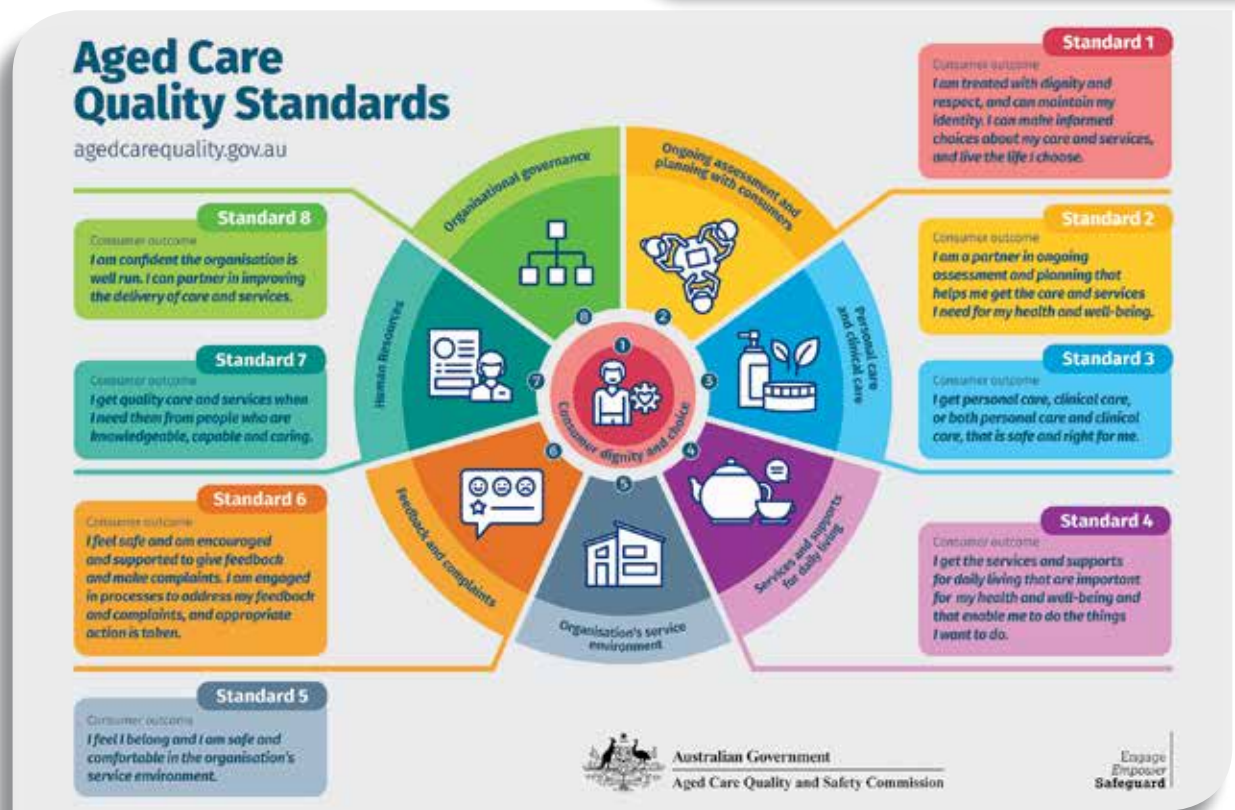 Aged Care
Quality Standards
agedcarequality.gov.au
Standard 1
Consumer outcome
I am treated with dignity and
respect, and can maintain my
identity. I can make informed
choices about my care and services,
and live the life I choose.
Standard 2
Consumer outcome
I am a partner in ongoing
assessment and planning that
helps me get the care and services
I need for my health and well-being.
Standard 3
Consumer outcome
I get personal care, clinical care,
or both personal care and clinical
care, that is safe and right for me.
Standard 4
Consumer outcome
I get the services and supports
for daily living that are important
for my health and well-being and
that enable me to do the things
I want to do.
Standard 8
Consumer outcome
I am confident the organisation is
well run. I can partner in improving
the delivery of care and services.
Standard 7
Consumer outcome
I get quality care and services when
I need them from people who are
knowledgeable, capable and caring.
Standard 6
Consumer outcome
I feel safe and am encouraged
and supported to give feedback
and make complaints. I am engaged
in processes to address my feedback
and complaints, and appropriate
action is taken.
Standard 5
Consumer outcome
I feel I belong and I am safe and
comfortable in the organisation's
service environment.
Organisational governance
Ongoing assessment and
planning with consumers
Personal care
and clinical care
Services and supports
for daily living
Organisation's service
environment
Feedback and complaints
Human Resources
Consumer dignity and choice
1
2
3
4
5
6
7
8
Australian Government
Aged Care Quality and Safety Commission
Engage
Empower
Safeguard